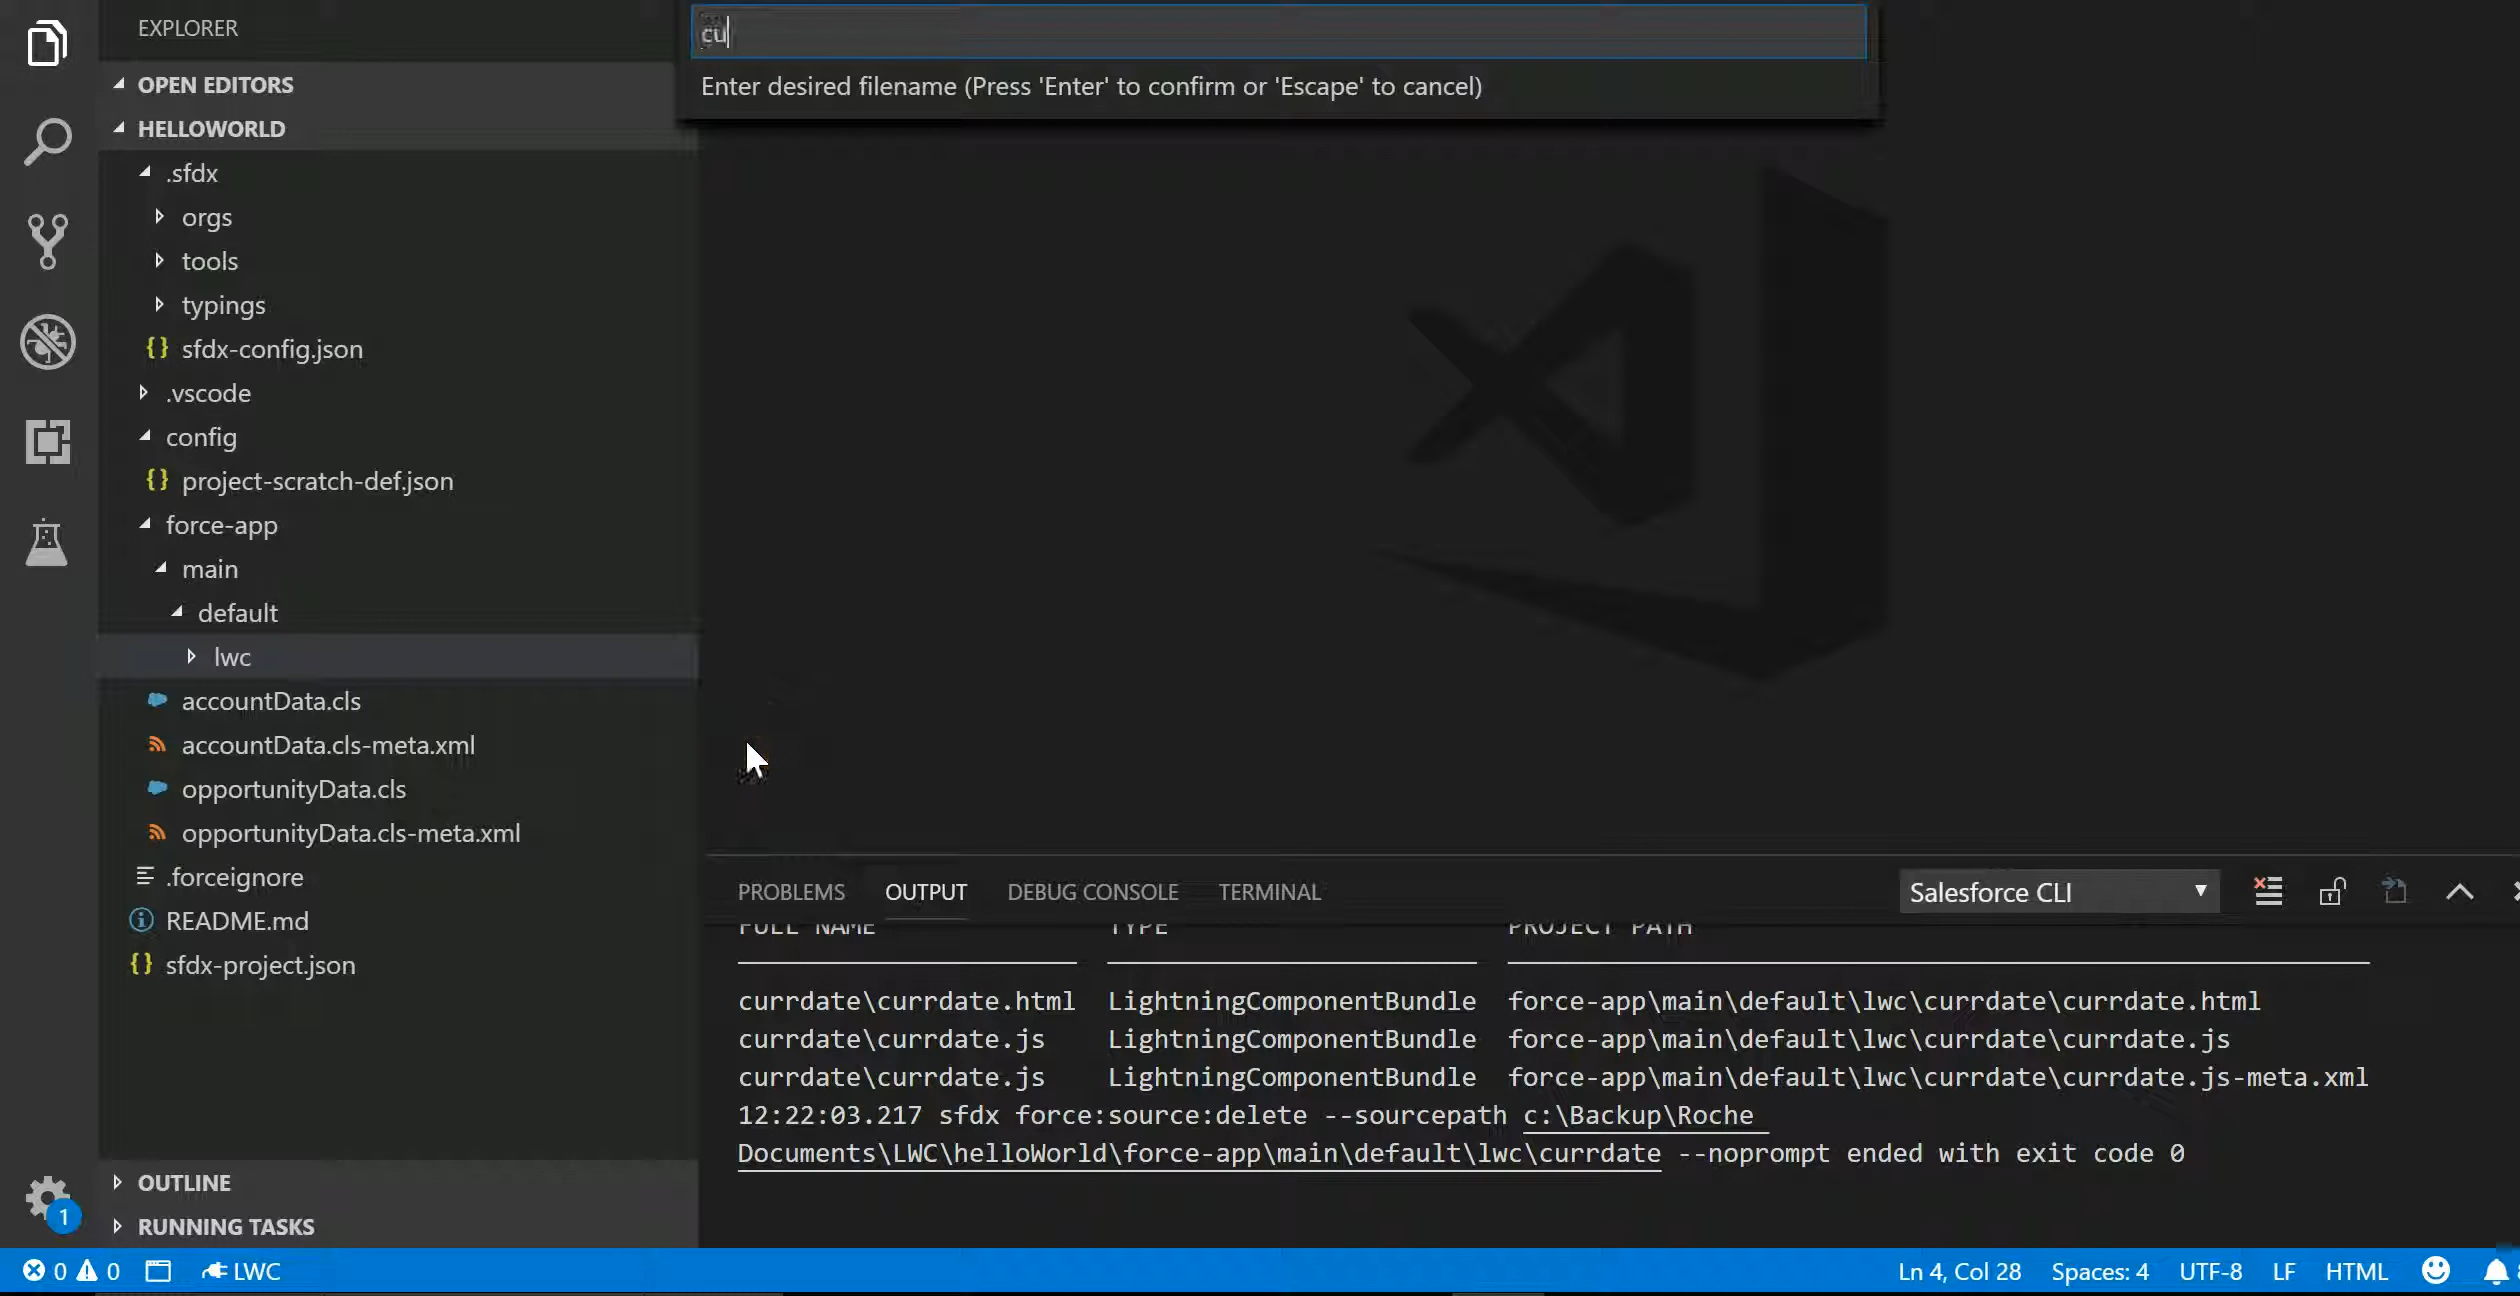 EXPLORER
OPEN EDITORS
HELLOWORLD
.sfdx
orgs
tools
typings
{} sfdx-config.json
.vscode
config
{} project-scratch-def.json
force-app
main
default
lwc
accountData.cls
accountData.cls-meta.xml
opportunityData.cls
opportunityData.cls-meta.xml
.forceignore
README.md
{} sfdx-project.json
OUTLINE
RUNNING TASKS
cu
Enter desired filename (Press 'Enter' to confirm or 'Escape' to cancel)
PROBLEMS OUTPUT DEBUG CONSOLE TERMINAL Salesforce CLI
FULL NAME TYPE PROJECT PATH
currdate\currdate.html LightningComponentBundle force-app\main\default\lwc\currdate\currdate.html
currdate\currdate.js LightningComponentBundle force-app\main\default\lwc\currdate\currdate.js
currdate\currdate.js LightningComponentBundle force-app\main\default\lwc\currdate\currdate.js-meta.xml
12:22:03.217 sfdx force:source:delete --sourcepath c:\Backup\Roche
Documents\LWC\helloWorld\force-app\main\default\lwc\currdate --noprompt ended with exit code 0
1
0 0 LWC Ln 4, Col 28 Spaces: 4 UTF-8 LF HTML